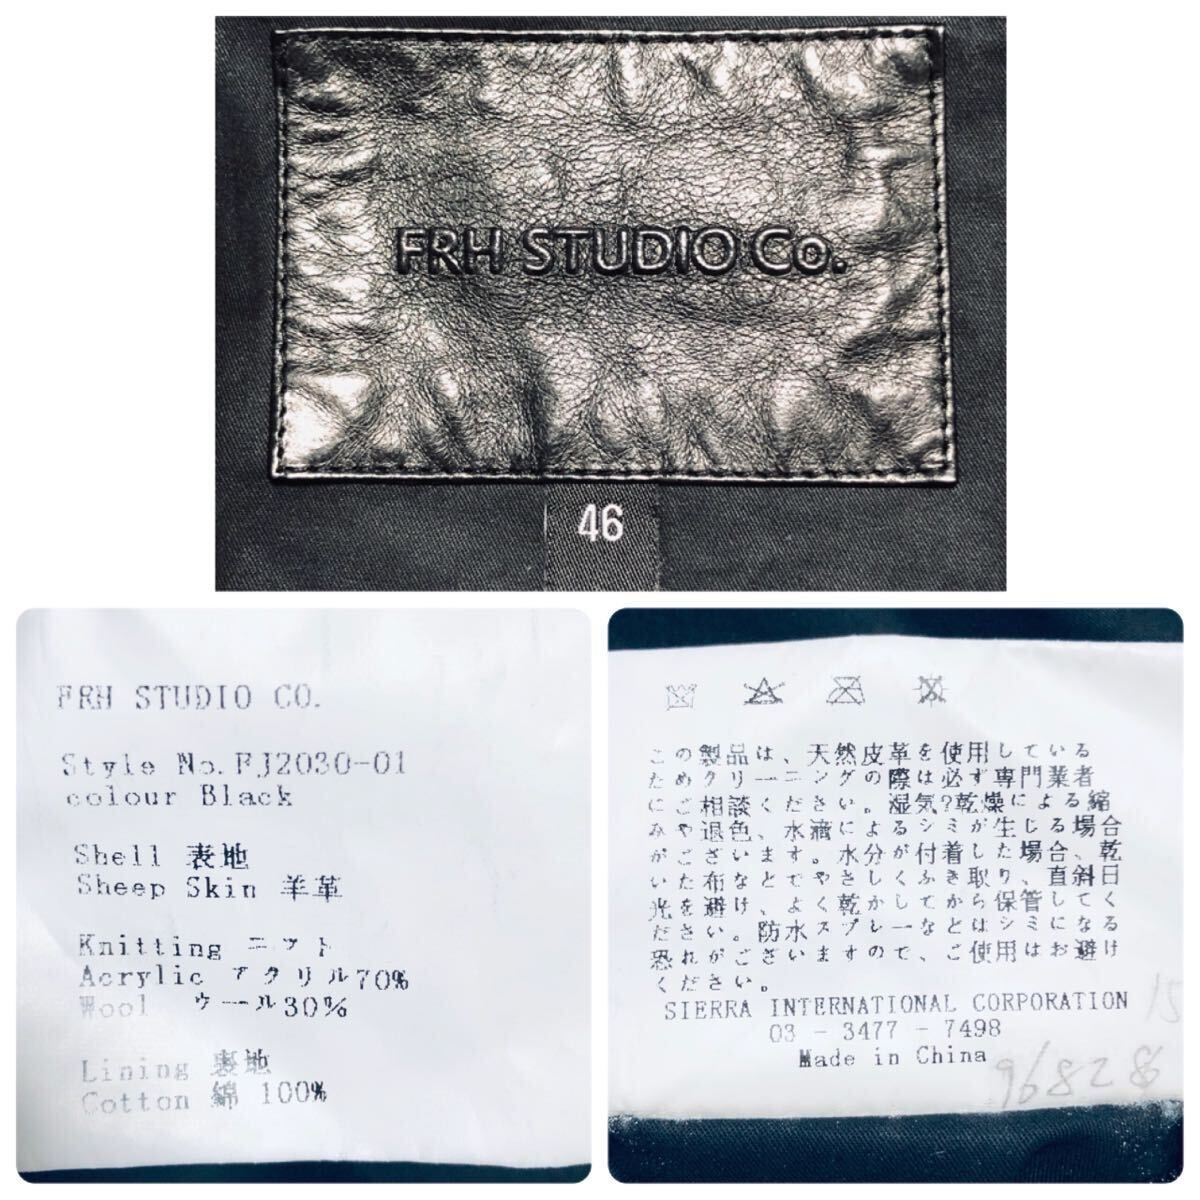 FRH STUDIO Co.
46
FRH STUDIO CO.
Style No.FJ2030-01
colour Black
Shell 表地
Sheep Skin 羊革
Knitting ニット
Acrylic アクリル70%
Wool ウール30%
Lining 裏地
Cotton 綿 100%
この製品は、天然皮革を使用している
ためクリーニングの際は必ず専門業者
にご相談ください。湿気?乾燥による縮
みや退色、水滴によるシミが生じる場合
がございます。水分が付着した場合、乾
いた布などでやさしくふき取り、直斜日
光を避け、よく乾かしてから保管してく
ださい。防水スプレーなどはシミになる
恐れがございますので、ご使用はお避け
ください。
SIERRA INTERNATIONAL CORPORATION
03 - 3477 - 7498
Made in China
15
96828